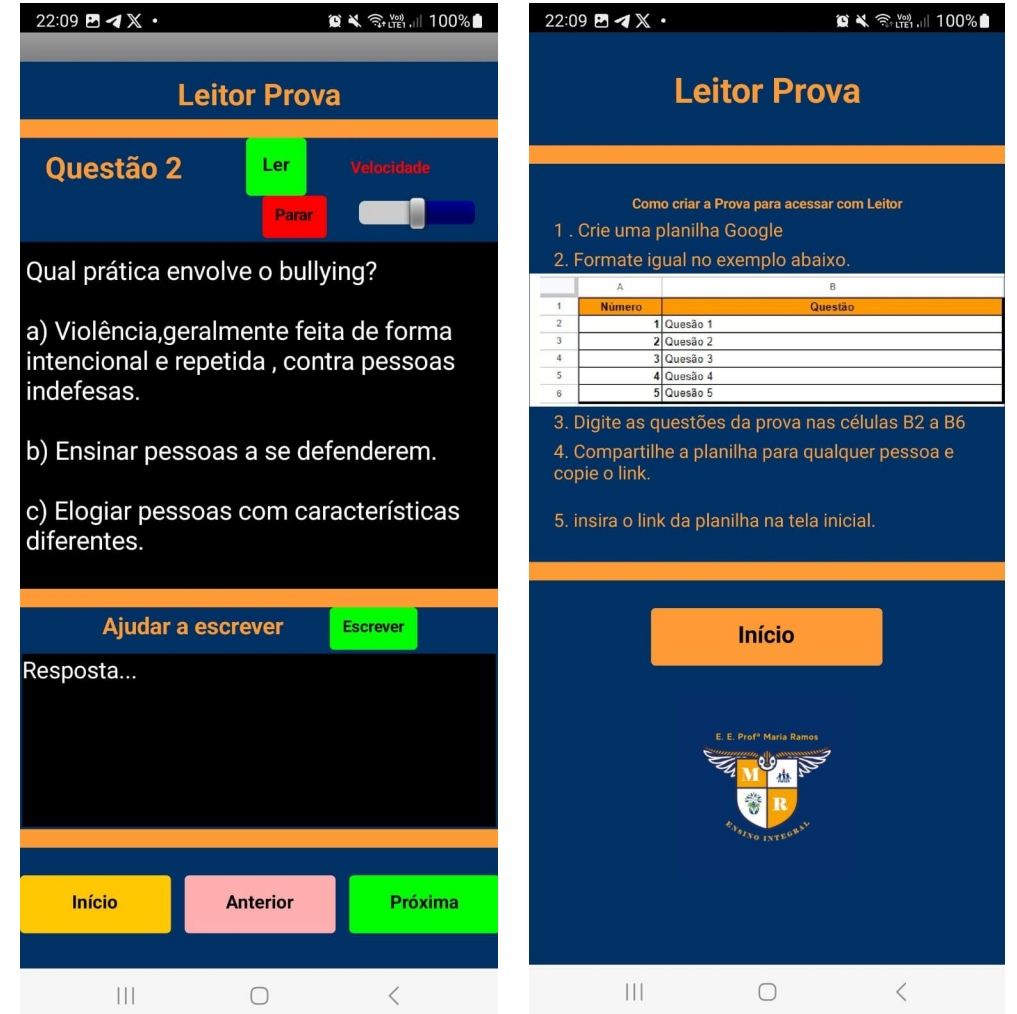 22:09
100%
Leitor Prova
Questão 2
Ler
Velocidade
Parar
Qual prática envolve o bullying?
a) Violência,geralmente feita de forma
intencional e repetida , contra pessoas
indefesas.
b) Ensinar pessoas a se defenderem.
c) Elogiar pessoas com características
diferentes.
Ajudar a escrever
Escrever
Resposta...
Início
Anterior
Próxima
22:09
100%
Leitor Prova
Como criar a Prova para acessar com Leitor
1 . Crie uma planilha Google
2. Formate igual no exemplo abaixo.
A B
1 Número Questão
2 1 Quesão 1
3 2 Quesão 2
4 3 Quesão 3
5 4 Quesão 4
6 5 Quesão 5
3. Digite as questões da prova nas células B2 a B6
4. Compartilhe a planilha para qualquer pessoa e
copie o link.
5. insira o link da planilha na tela inicial.
Início
E. E. Profª Maria Ramos
M
R
ENSINO INTEGRAL